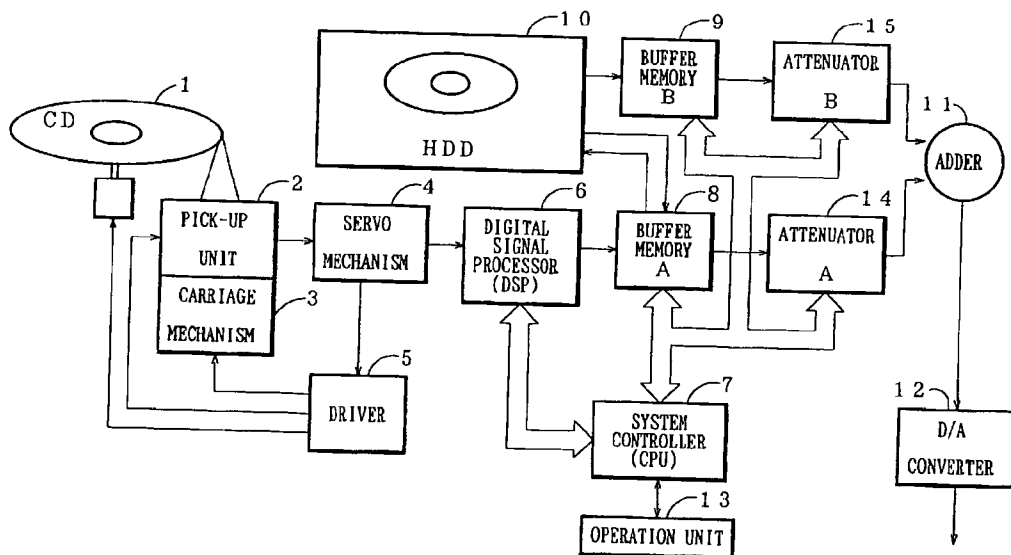 10
HDD
9
BUFFER
MEMORY
B
15
ATTENUATOR
B
11
ADDER
1
CD
2
PICK-UP
UNIT
CARRIAGE
MECHANISM
3
4
SERVO
MECHANISM
6
DIGITAL
SIGNAL
PROCESSOR
(DSP)
8
BUFFER
MEMORY
A
14
ATTENUATOR
A
5
DRIVER
7
SYSTEM
CONTROLLER
(CPU)
12
D/A
CONVERTER
13
OPERATION UNIT